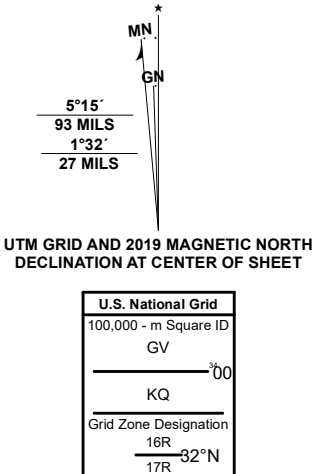 ★
MN
GN
5°15´
93 MILS
1°32´
27 MILS
UTM GRID AND 2019 MAGNETIC NORTH
DECLINATION AT CENTER OF SHEET
U.S. National Grid
100,000 - m Square ID
GV
3400
KQ
Grid Zone Designation
16R
32°N
17R